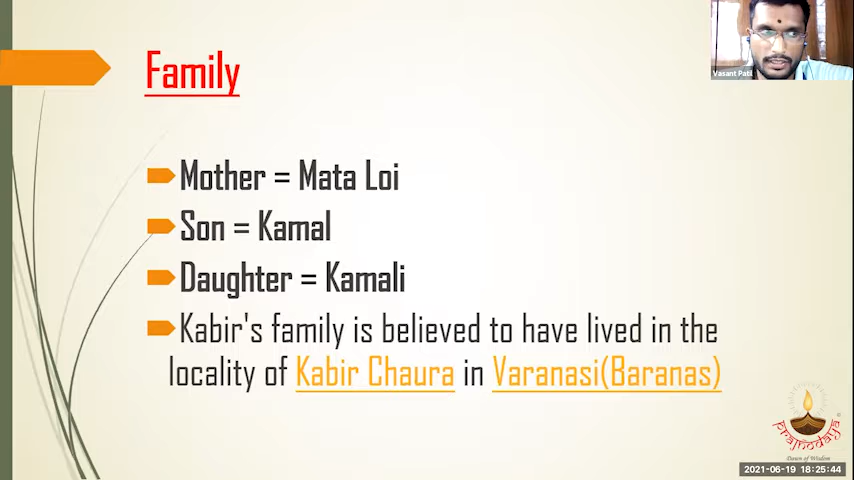 Vasant Patil
Family
Mother = Mata Loi
Son = Kamal
Daughter = Kamali
Kabir's family is believed to have lived in the
locality of Kabir Chaura in Varanasi(Baranas)
prajnodaya
Dawn of Wisdom
2021-06-19 18:25:44